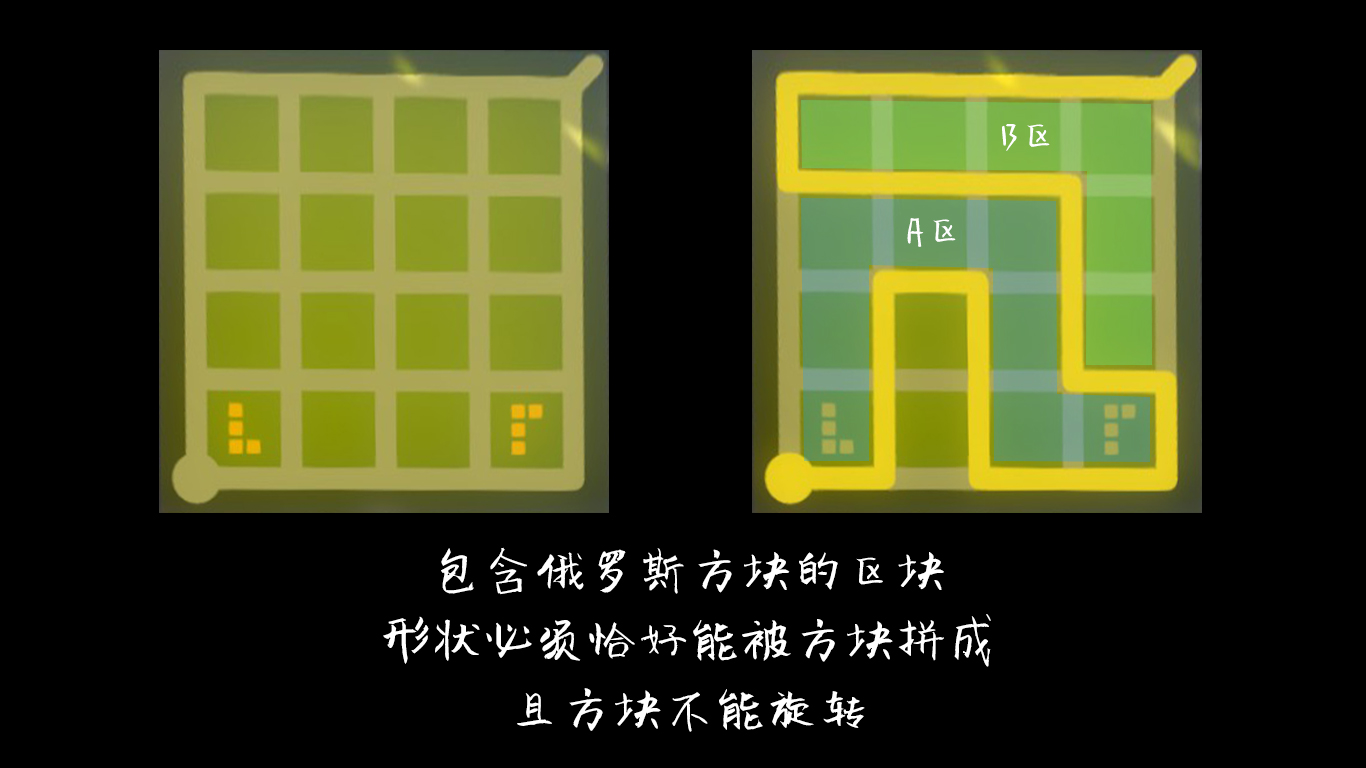 B区
A区
包含俄罗斯方块的区块
形状必须恰好能被方块拼成
且方块不能旋转